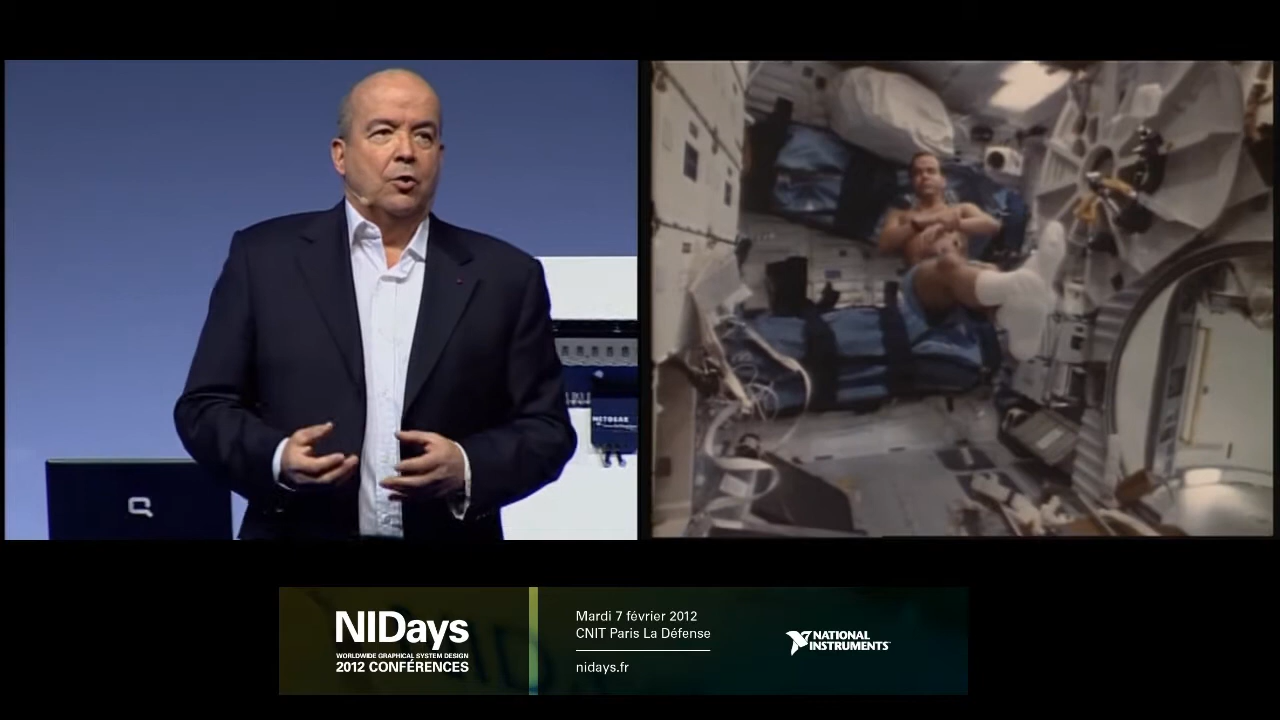 NETGEAR
NIDays
WORLDWIDE GRAPHICAL SYSTEM DESIGN
2012 CONFÉRENCES
Mardi 7 février 2012
CNIT Paris La Défense
nidays.fr
NATIONAL
INSTRUMENTS